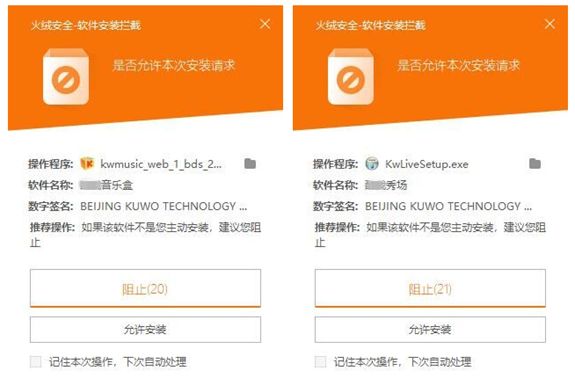 火绒安全-软件安装拦截
是否允许本次安装请求
操作程序: kwmusic_web_1_bds_2...
软件名称: 音乐盒
数字签名: BEIJING KUWO TECHNOLOGY ...
推荐操作: 如果该软件不是您主动安装，建议您阻
止
阻止(20)
允许安装
记住本次操作，下次自动处理
火绒安全-软件安装拦截
是否允许本次安装请求
操作程序: KwLiveSetup.exe
软件名称: 秀场
数字签名: BEIJING KUWO TECHNOLOGY ...
推荐操作: 如果该软件不是您主动安装，建议您阻
止
阻止(21)
允许安装
记住本次操作，下次自动处理